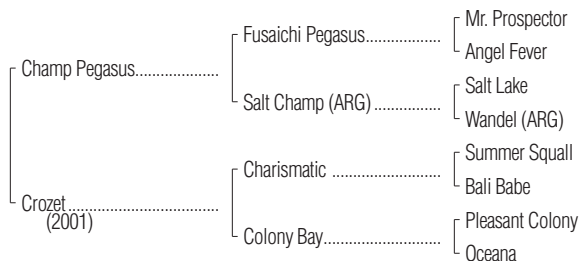 Mr. Prospector
Fusaichi Pegasus....................
Angel Fever
Champ Pegasus.......................
Salt Lake
Salt Champ (ARG) .................
Wandel (ARG)
Summer Squall
Charismatic .............................
Bali Babe
Crozet.........................................
(2001)
Pleasant Colony
Colony Bay...............................
Oceana